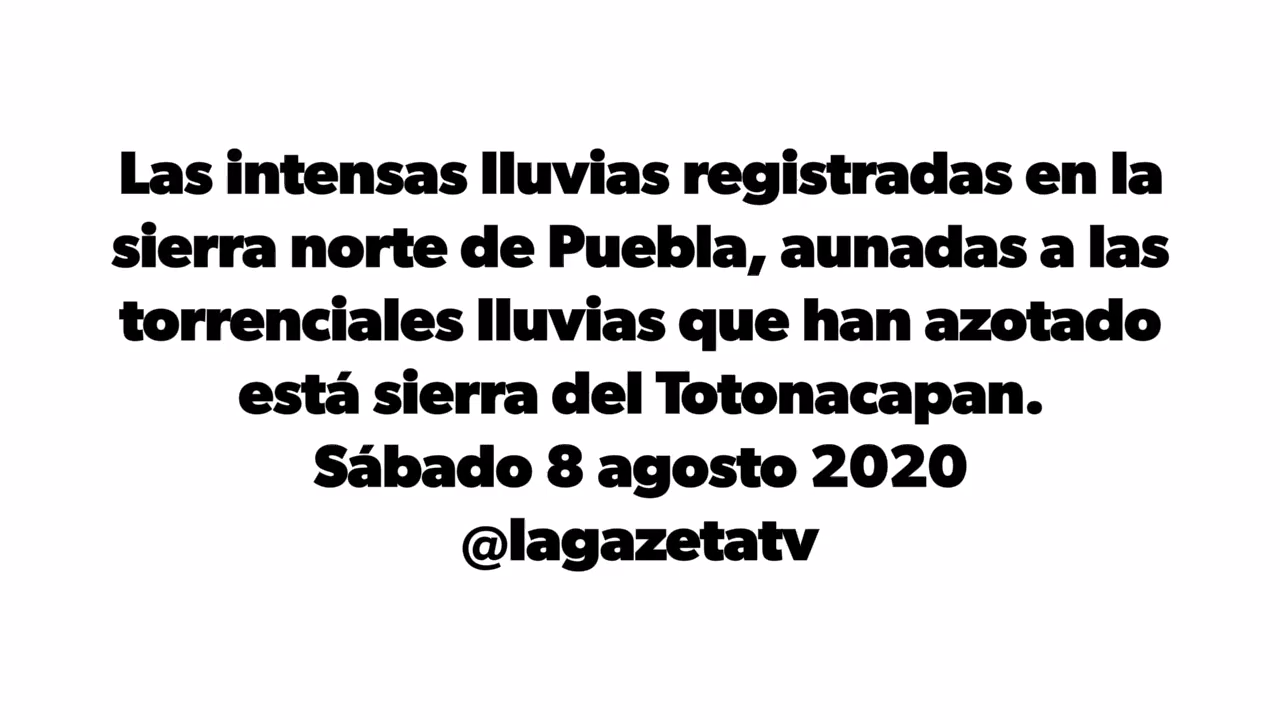 Las intensas lluvias registradas en la
sierra norte de Puebla, aunadas a las
torrenciales lluvias que han azotado
está sierra del Totonacapan.
Sábado 8 agosto 2020
@lagazetatv